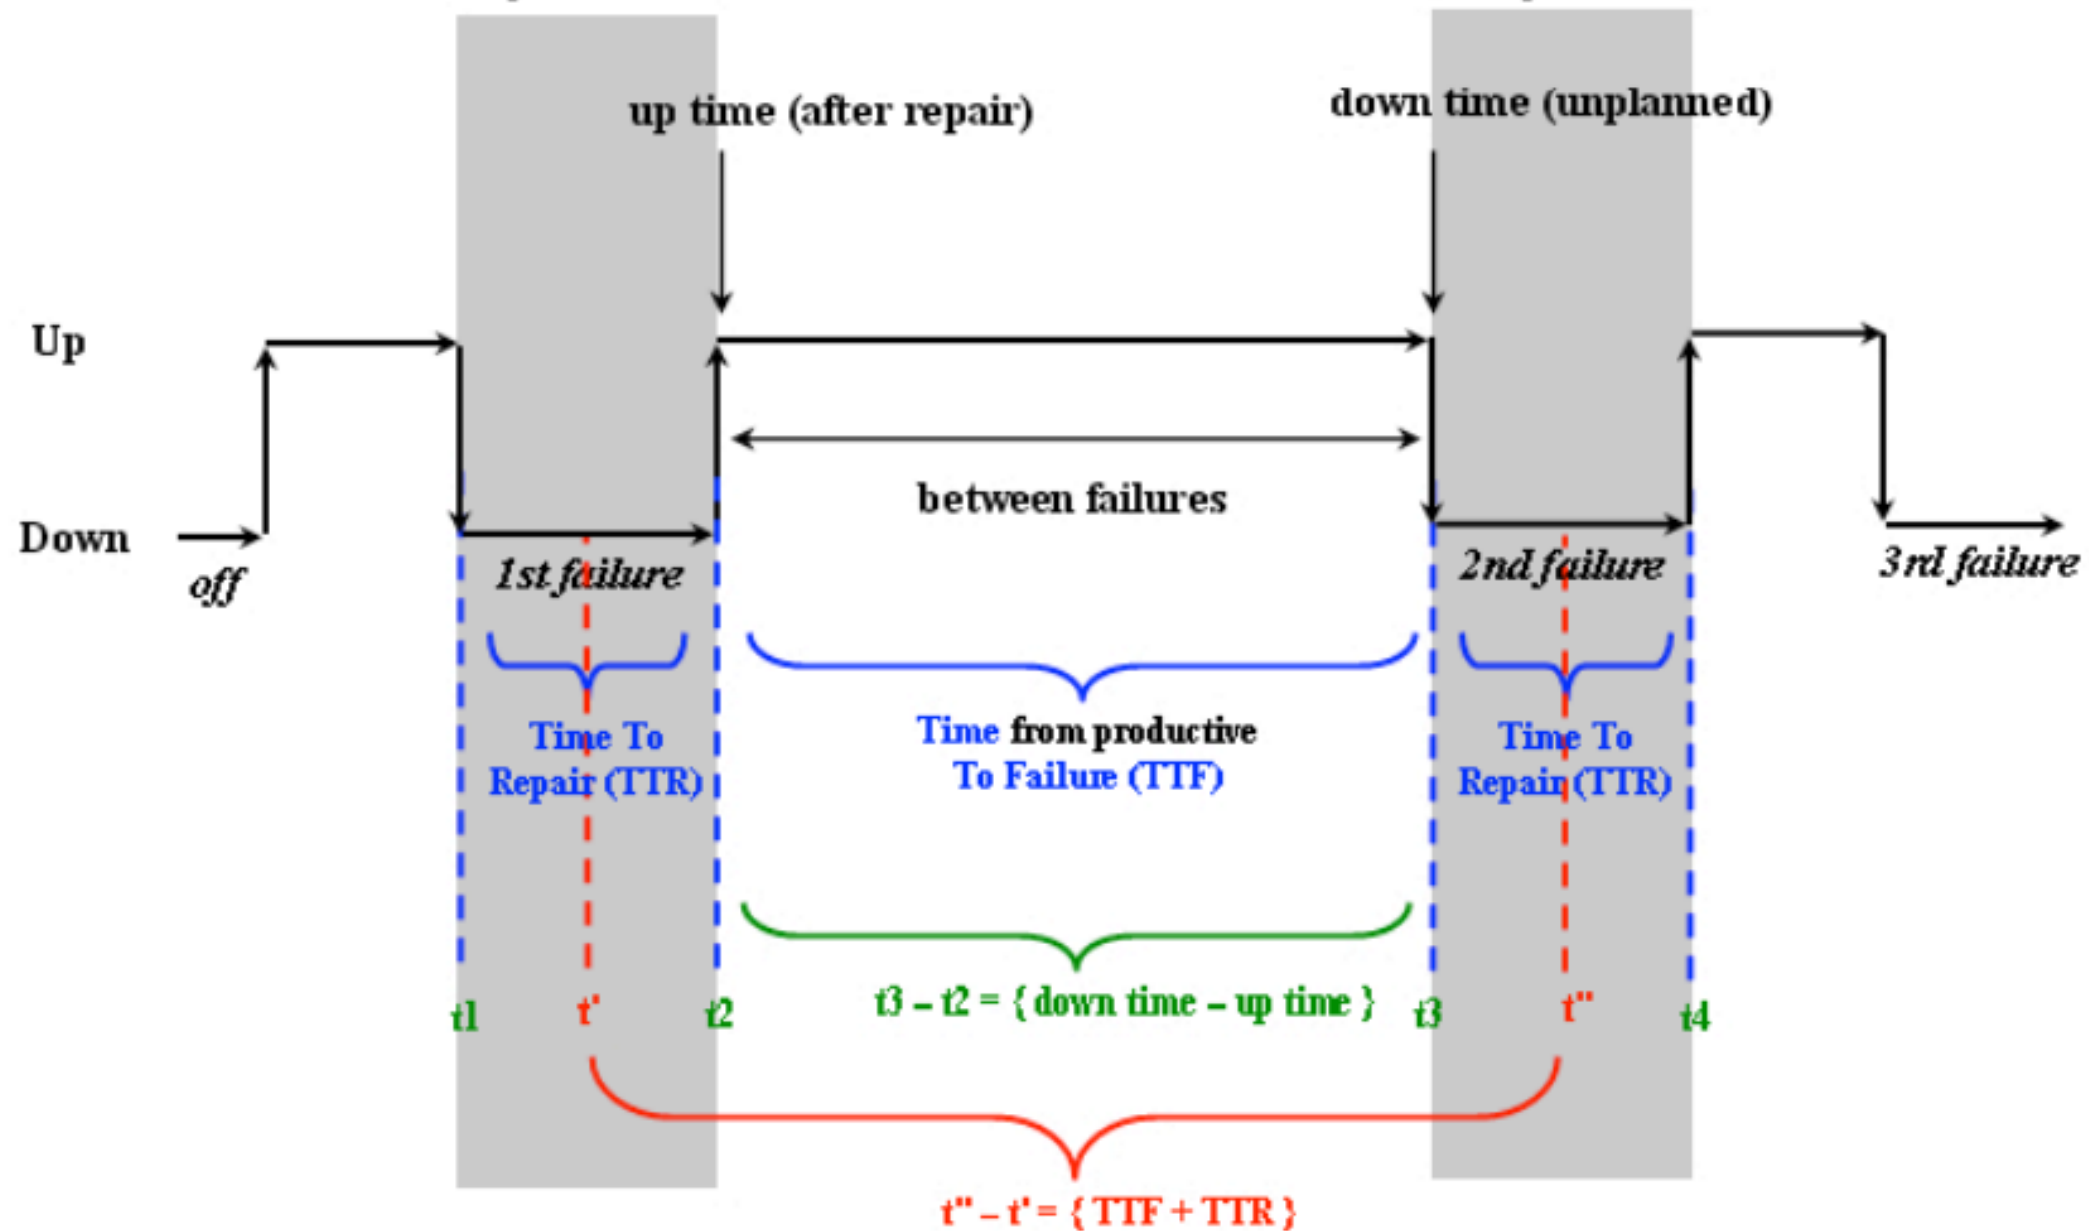 up time (after repair)
down time (unplanned)
Up
between failures
Down
off
1st failure
2nd failure
3rd failure
Time To
Repair (TTR)
Time from productive
To Failure (TTF)
Time To
Repair (TTR)
t1
t'
t2
t3 – t2 = { down time – up time }
t3
t"
t4
t" – t' = { TTF + TTR }